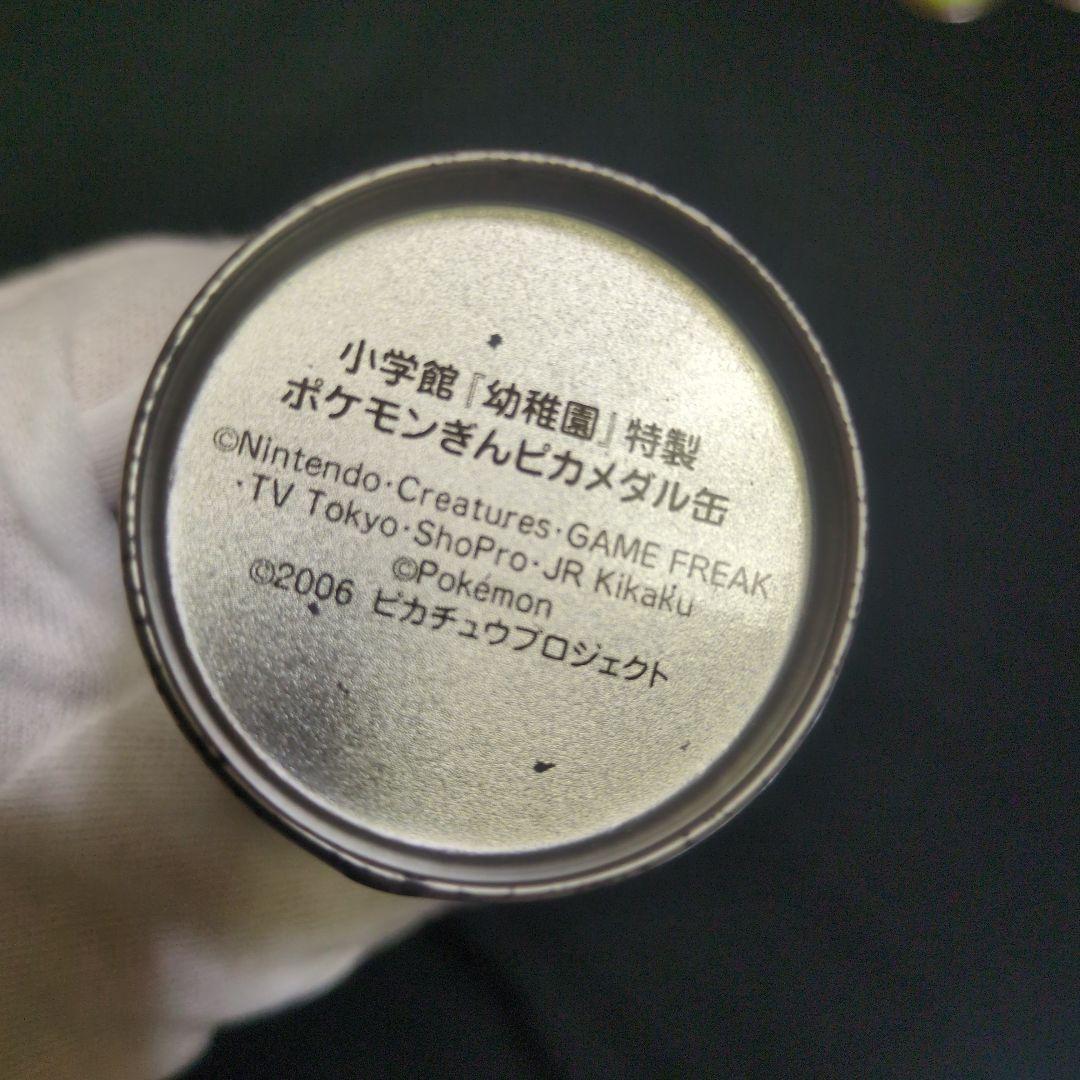 小学館『幼稚園』特製
ポケモンぎんピカメダル缶
©Nintendo・Creatures・GAME FREAK
・TV Tokyo・ShoPro・JR Kikaku
©Pokémon
©2006 ピカチュウプロジェクト